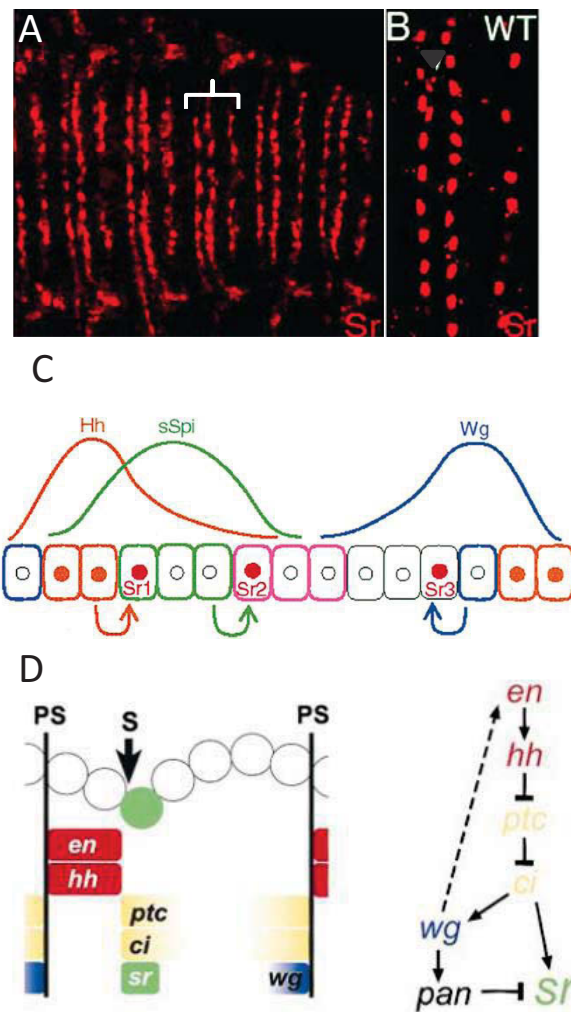 A
B
WT
Sr
Sr
C
Hh
sSpi
Wg
Sr1
Sr2
Sr3
D
PS
S
PS
en
hh
ptc
ci
sr
wg
en
hh
ptc
ci
wg
pan
sr